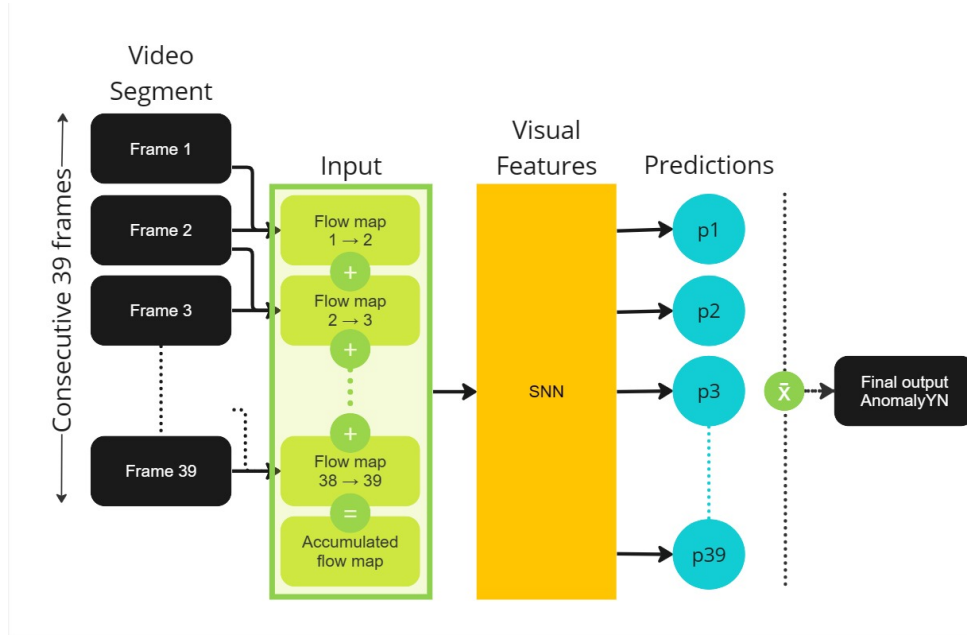 Video
Segment
Consecutive 39 frames
Frame 1
Frame 2
Frame 3
Frame 39
Input
Flow map
1 → 2
+
Flow map
2 → 3
+
+
Flow map
38 → 39
=
Accumulated
flow map
Visual
Features
SNN
Predictions
p1
p2
p3
p39
x̄
Final output
AnomalyYN